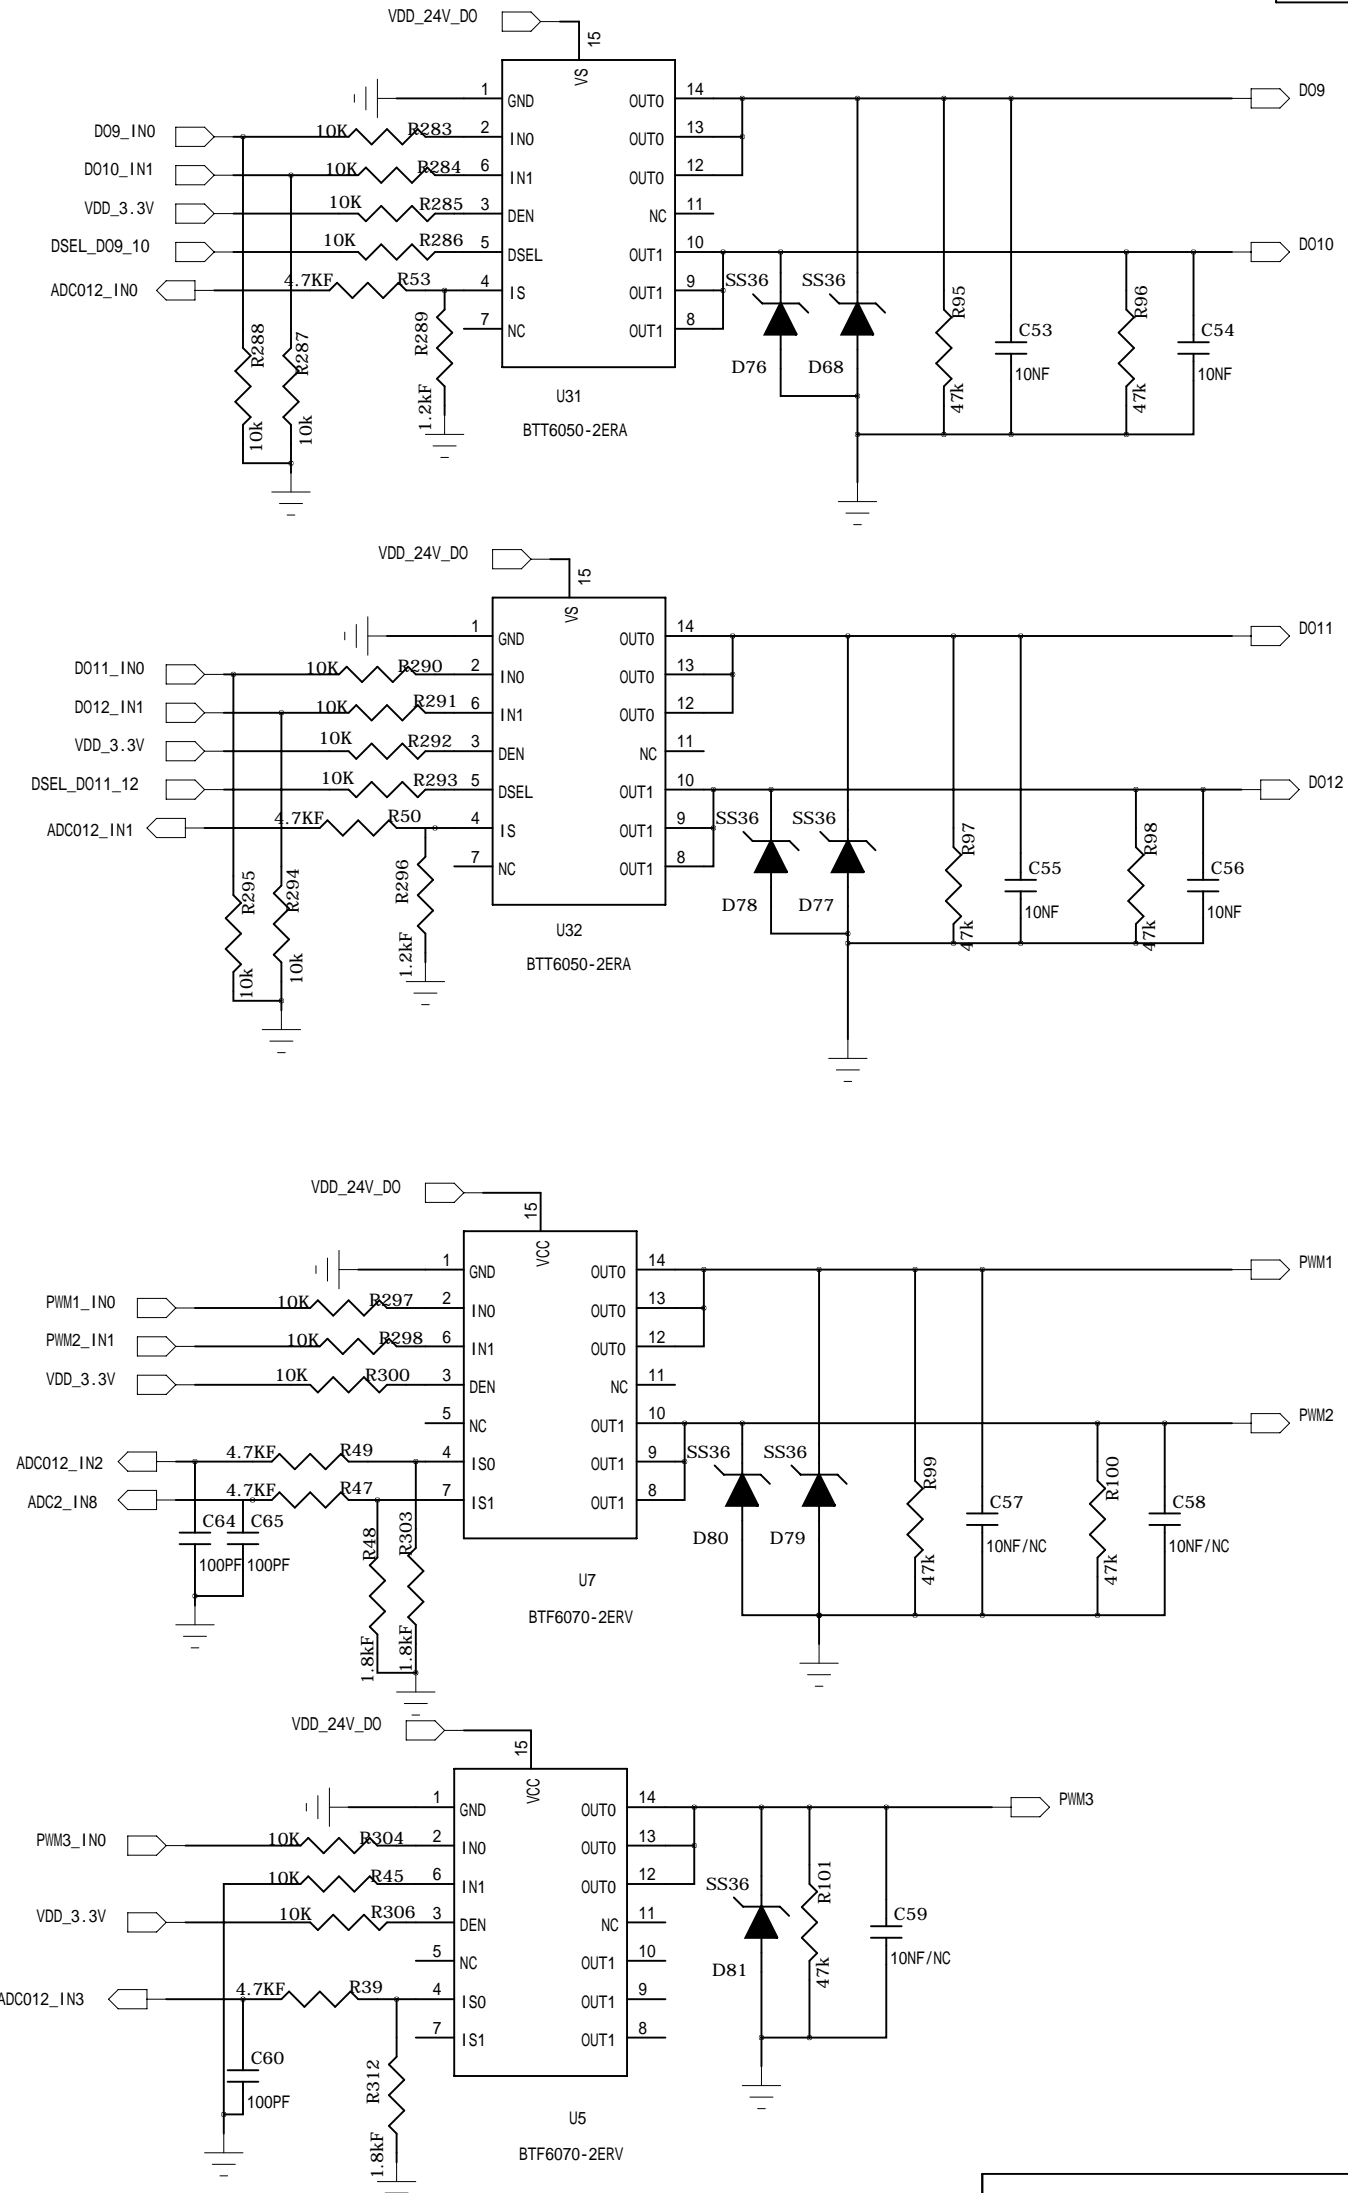 VDD_24V_DO
15
VS
1 GND OUT0 14 DO9
DO9_IN0 10K R283 2 IN0 OUT0 13
DO10_IN1 10K R284 6 IN1 OUT0 12
VDD_3.3V 10K R285 3 DEN NC 11
DSEL_DO9_10 10K R286 5 DSEL OUT1 10 DO10
ADC012_IN0 4.7KF R53 4 IS OUT1 9 SS36 SS36 R95 R96
7 NC OUT1 8
R288 R287 R289 C53 C54
D76 D68 10NF 10NF
10k 10k 1.2kF 47k 47k
U31
BTT6050-2ERA
VDD_24V_DO
15
VS
1 GND OUT0 14 DO11
DO11_IN0 10K R290 2 IN0 OUT0 13
DO12_IN1 10K R291 6 IN1 OUT0 12
VDD_3.3V 10K R292 3 DEN NC 11
DSEL_DO11_12 10K R293 5 DSEL OUT1 10 DO12
ADC012_IN1 4.7KF R50 4 IS OUT1 9 SS36 SS36 R97 R98
7 NC OUT1 8
R295 R294 R296 C55 C56
D78 D77 10NF 10NF
10k 10k 1.2kF 47k 47k
U32
BTT6050-2ERA
VDD_24V_DO
15
VCC
1 GND OUT0 14 PWM1
PWM1_IN0 10K R297 2 IN0 OUT0 13
PWM2_IN1 10K R298 6 IN1 OUT0 12
VDD_3.3V 10K R300 3 DEN NC 11
5 NC OUT1 10 PWM2
ADC012_IN2 4.7KF R49 4 IS0 OUT1 9 SS36 SS36 R99 R100
ADC2_IN8 4.7KF R47 7 IS1 OUT1 8
C64 C65 R48 R303 C57 C58
100PF 100PF D80 D79 10NF/NC 10NF/NC
1.8kF 1.8kF 47k 47k
U7
BTF6070-2ERV
VDD_24V_DO
15
VCC
1 GND OUT0 14 PWM3
PWM3_IN0 10K R304 2 IN0 OUT0 13
10K R45 6 IN1 OUT0 12 SS36 R101
VDD_3.3V 10K R306 3 DEN NC 11 C59
5 NC OUT1 10 D81 47k 10NF/NC
ADC012_IN3 4.7KF R39 4 IS0 OUT1 9
7 IS1 OUT1 8
C60 R312
100PF 1.8kF
U5
BTF6070-2ERV